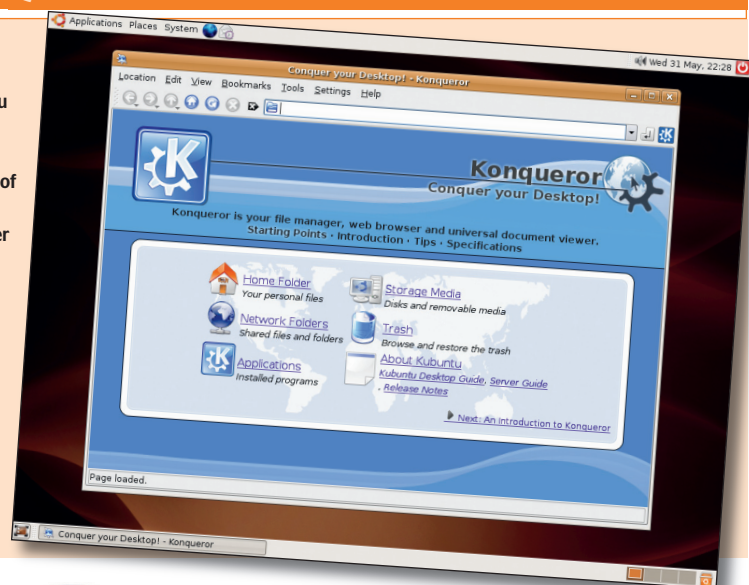 u
of
er
Applications Places System
Wed 31 May, 22:28
Conquer your Desktop! - Konqueror
Location Edit View Bookmarks Tools Settings Help
Konqueror
Conquer your Desktop!
Konqueror is your file manager, web browser and universal document viewer.
Starting Points · Introduction · Tips · Specifications
Home Folder
Your personal files
Network Folders
Shared files and folders
Applications
Installed programs
Storage Media
Disks and removable media
Trash
Browse and restore the trash
About Kubuntu
Kubuntu Desktop Guide, Server Guide
, Release Notes
Next: An Introduction to Konqueror
Page loaded.
Conquer your Desktop! - Konqueror